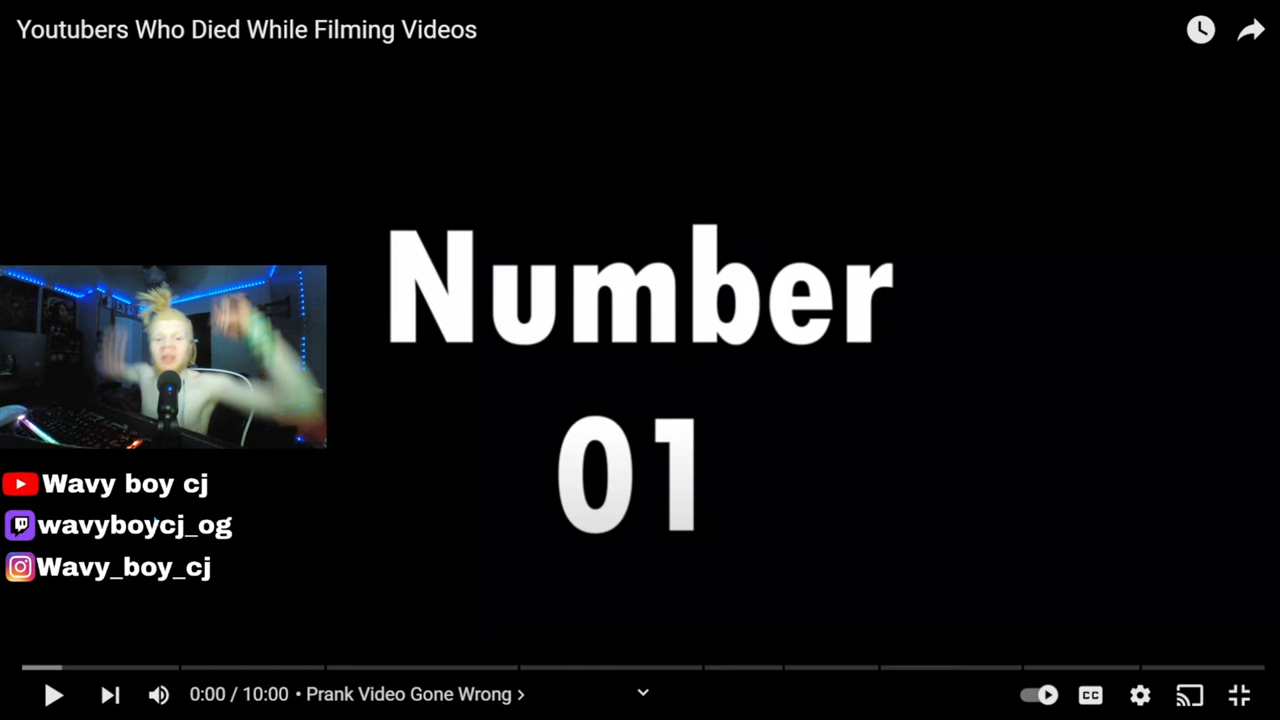 Youtubers Who Died While Filming Videos
Number
01
Wavy boy cj
wavyboycj_og
Wavy_boy_cj
0:00 / 10:00 • Prank Video Gone Wrong >
CC